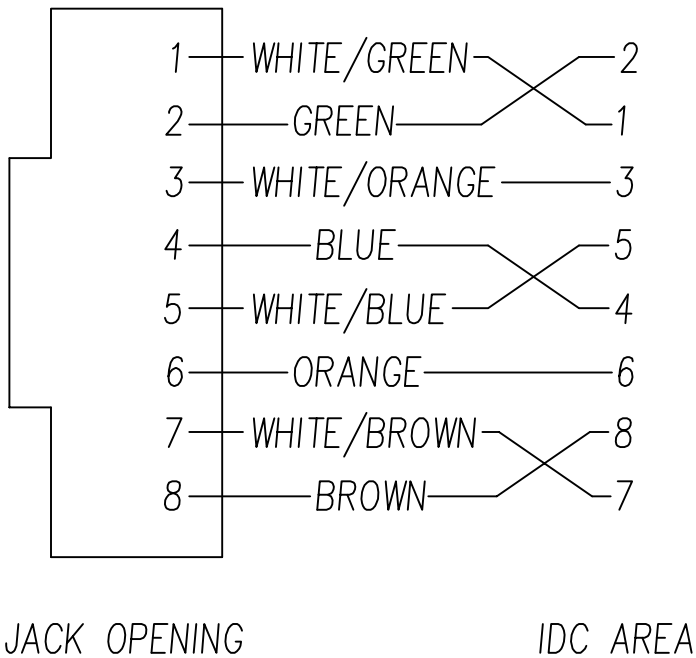 1 WHITE/GREEN 2
2 GREEN 1
3 WHITE/ORANGE 3
4 BLUE 5
5 WHITE/BLUE 4
6 ORANGE 6
7 WHITE/BROWN 8
8 BROWN 7
JACK OPENING IDC AREA